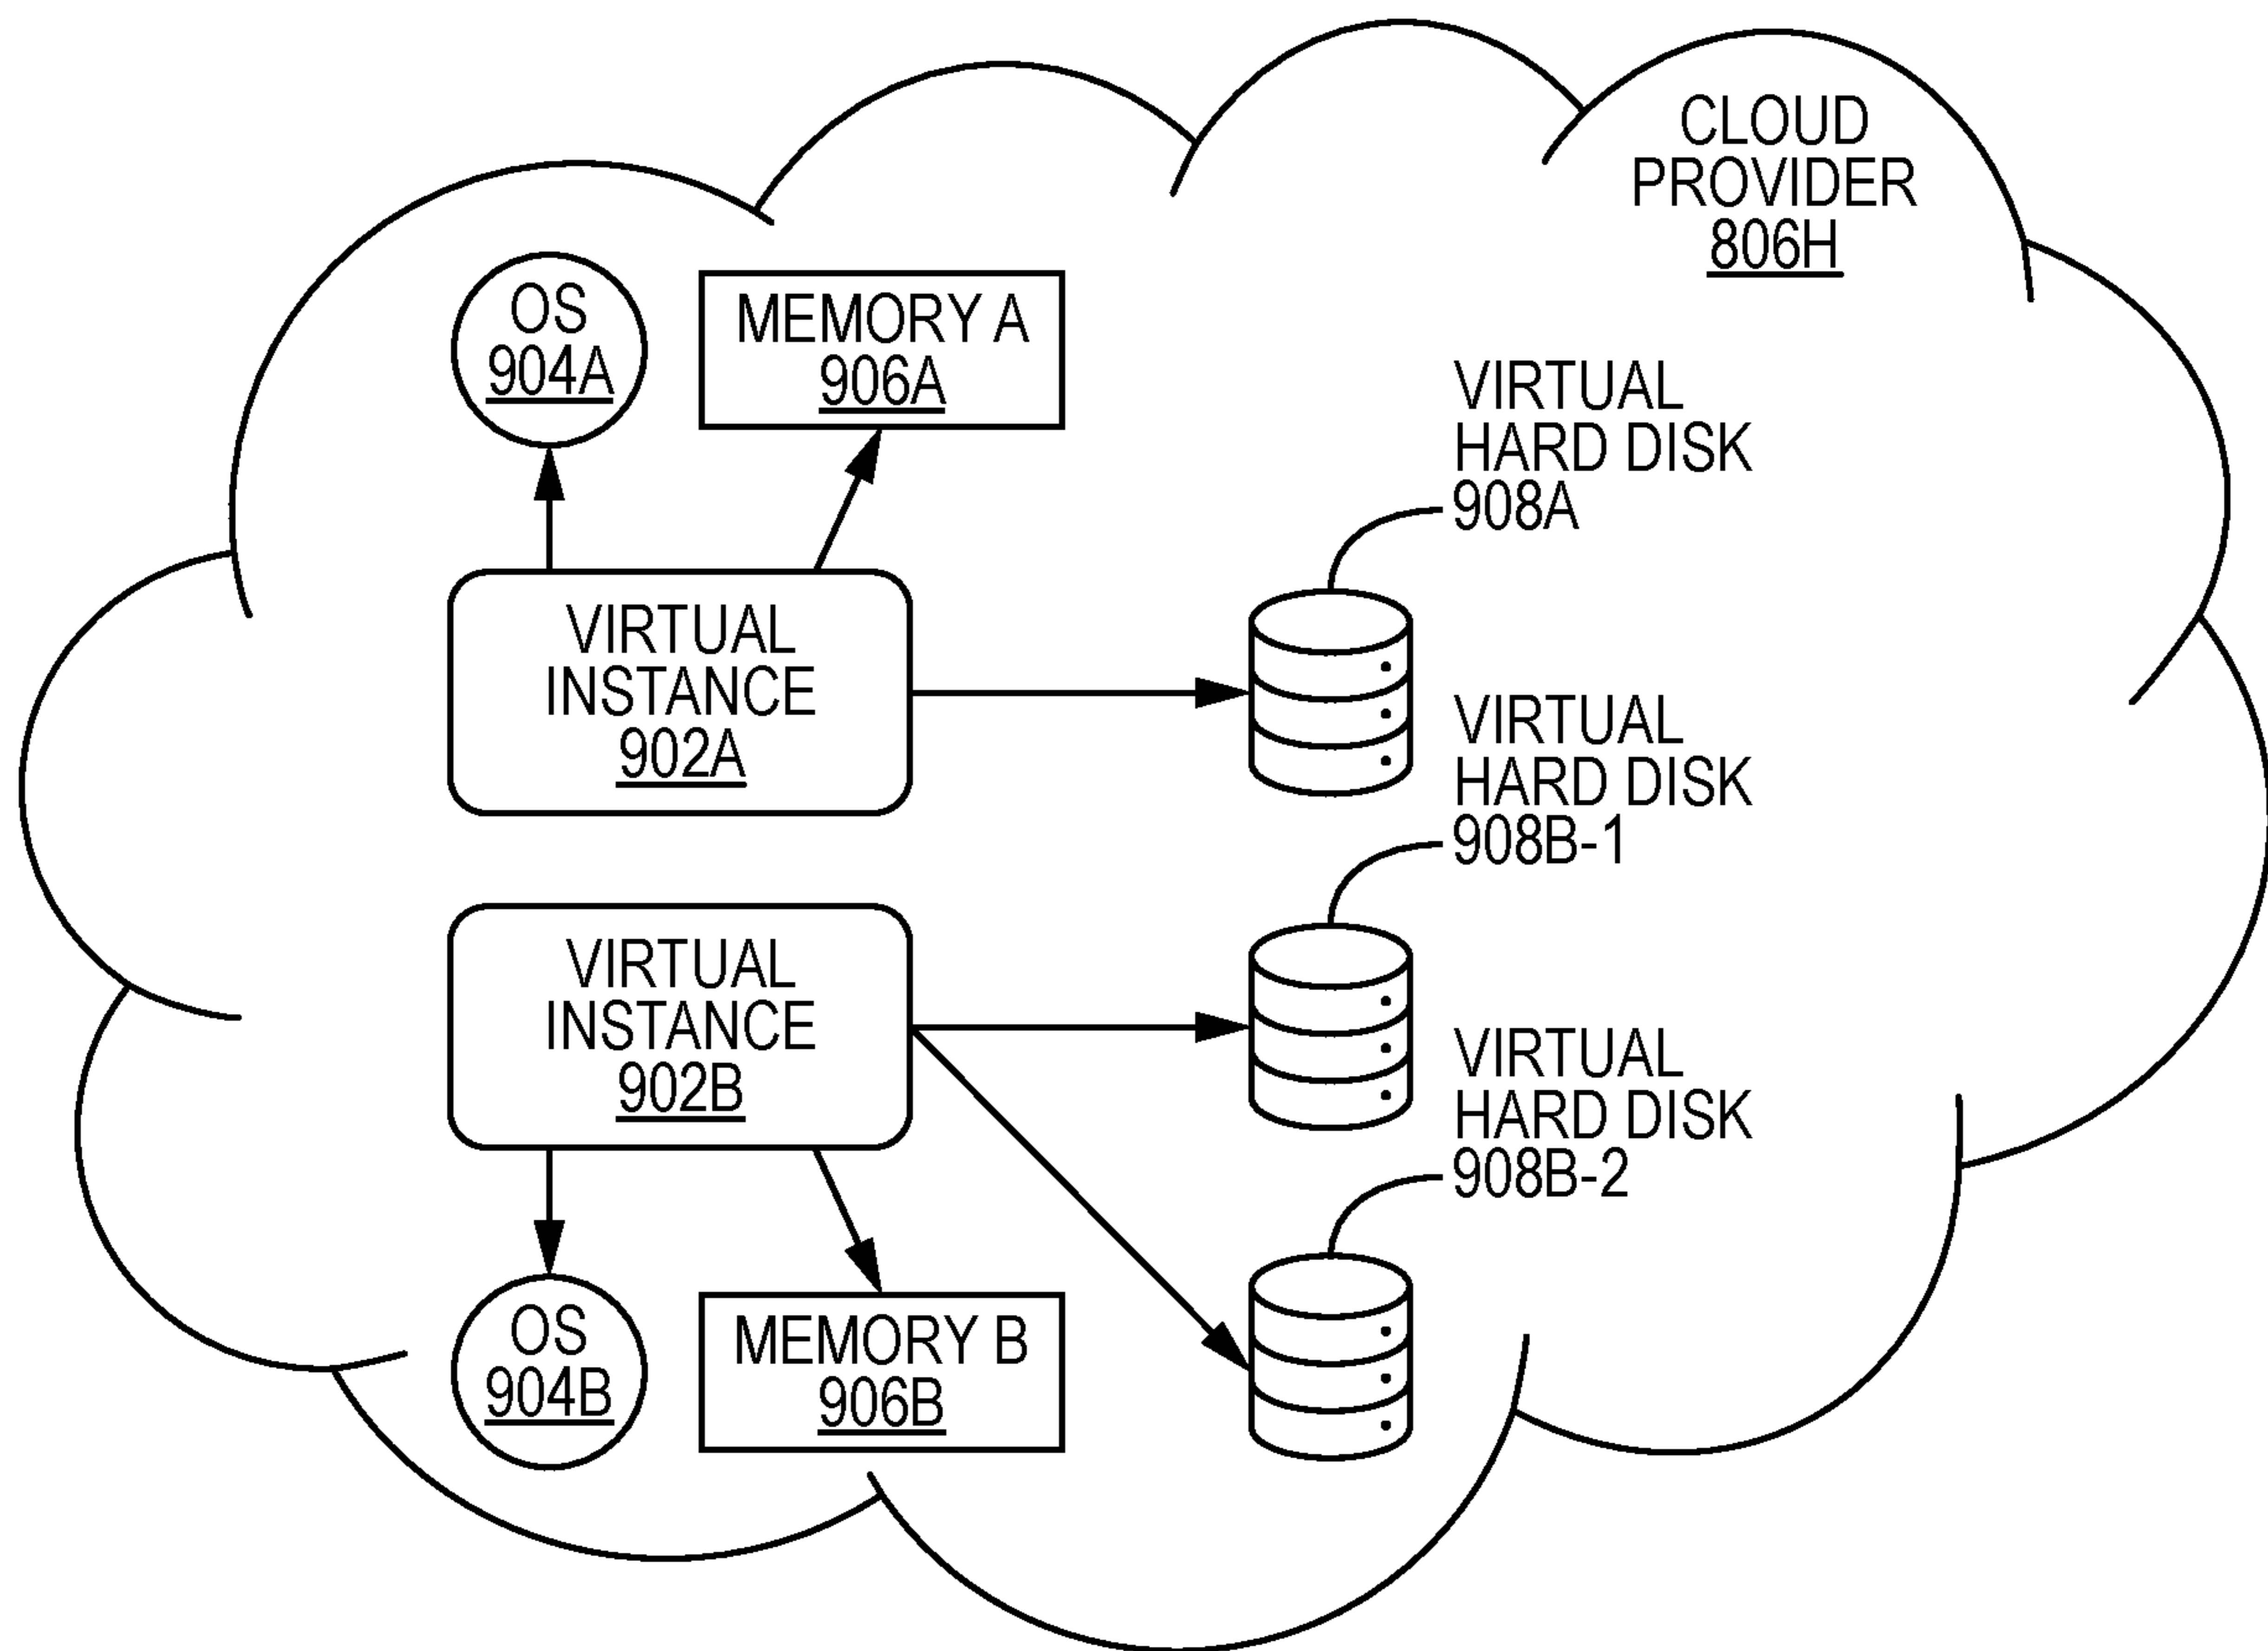 CLOUD
PROVIDER
806H
OS
904A
MEMORY A
906A
VIRTUAL
HARD DISK
908A
VIRTUAL
INSTANCE
902A
VIRTUAL
HARD DISK
908B-1
VIRTUAL
INSTANCE
902B
VIRTUAL
HARD DISK
908B-2
OS
904B
MEMORY B
906B